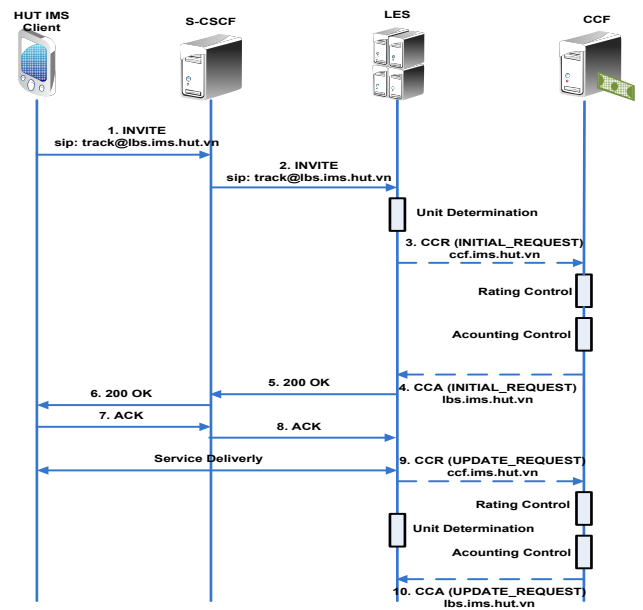 HUT IMS
Client
S-CSCF
LES
CCF
1. INVITE
sip: track@lbs.ims.hut.vn
2. INVITE
sip: track@lbs.ims.hut.vn
Unit Determination
3. CCR (INITIAL_REQUEST)
ccf.ims.hut.vn
Rating Control
Acounting Control
4. CCA (INITIAL_REQUEST)
lbs.ims.hut.vn
5. 200 OK
6. 200 OK
7. ACK
8. ACK
Service Deliverly
9. CCR (UPDATE_REQUEST)
ccf.ims.hut.vn
Rating Control
Unit Determination
Acounting Control
10. CCA (UPDATE_REQUEST)
lbs.ims.hut.vn